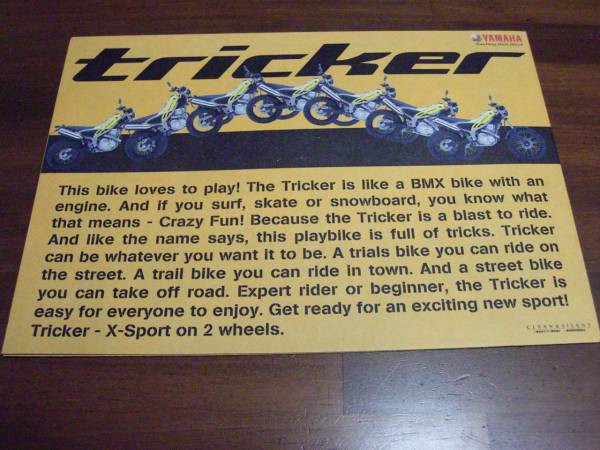 YAMAHA
tricker
This bike loves to play! The Tricker is like a BMX bike with an
engine. And if you surf, skate or snowboard, you know what
that means - Crazy Fun! Because the Tricker is a blast to ride.
And like the name says, this playbike is full of tricks. Tricker
can be whatever you want it to be. A trials bike you can ride on
the street. A trail bike you can ride in town. And a street bike
you can take off road. Expert rider or beginner, the Tricker is
easy for everyone to enjoy. Get ready for an exciting new sport!
Tricker - X-Sport on 2 wheels.
CLEAN&SILENT